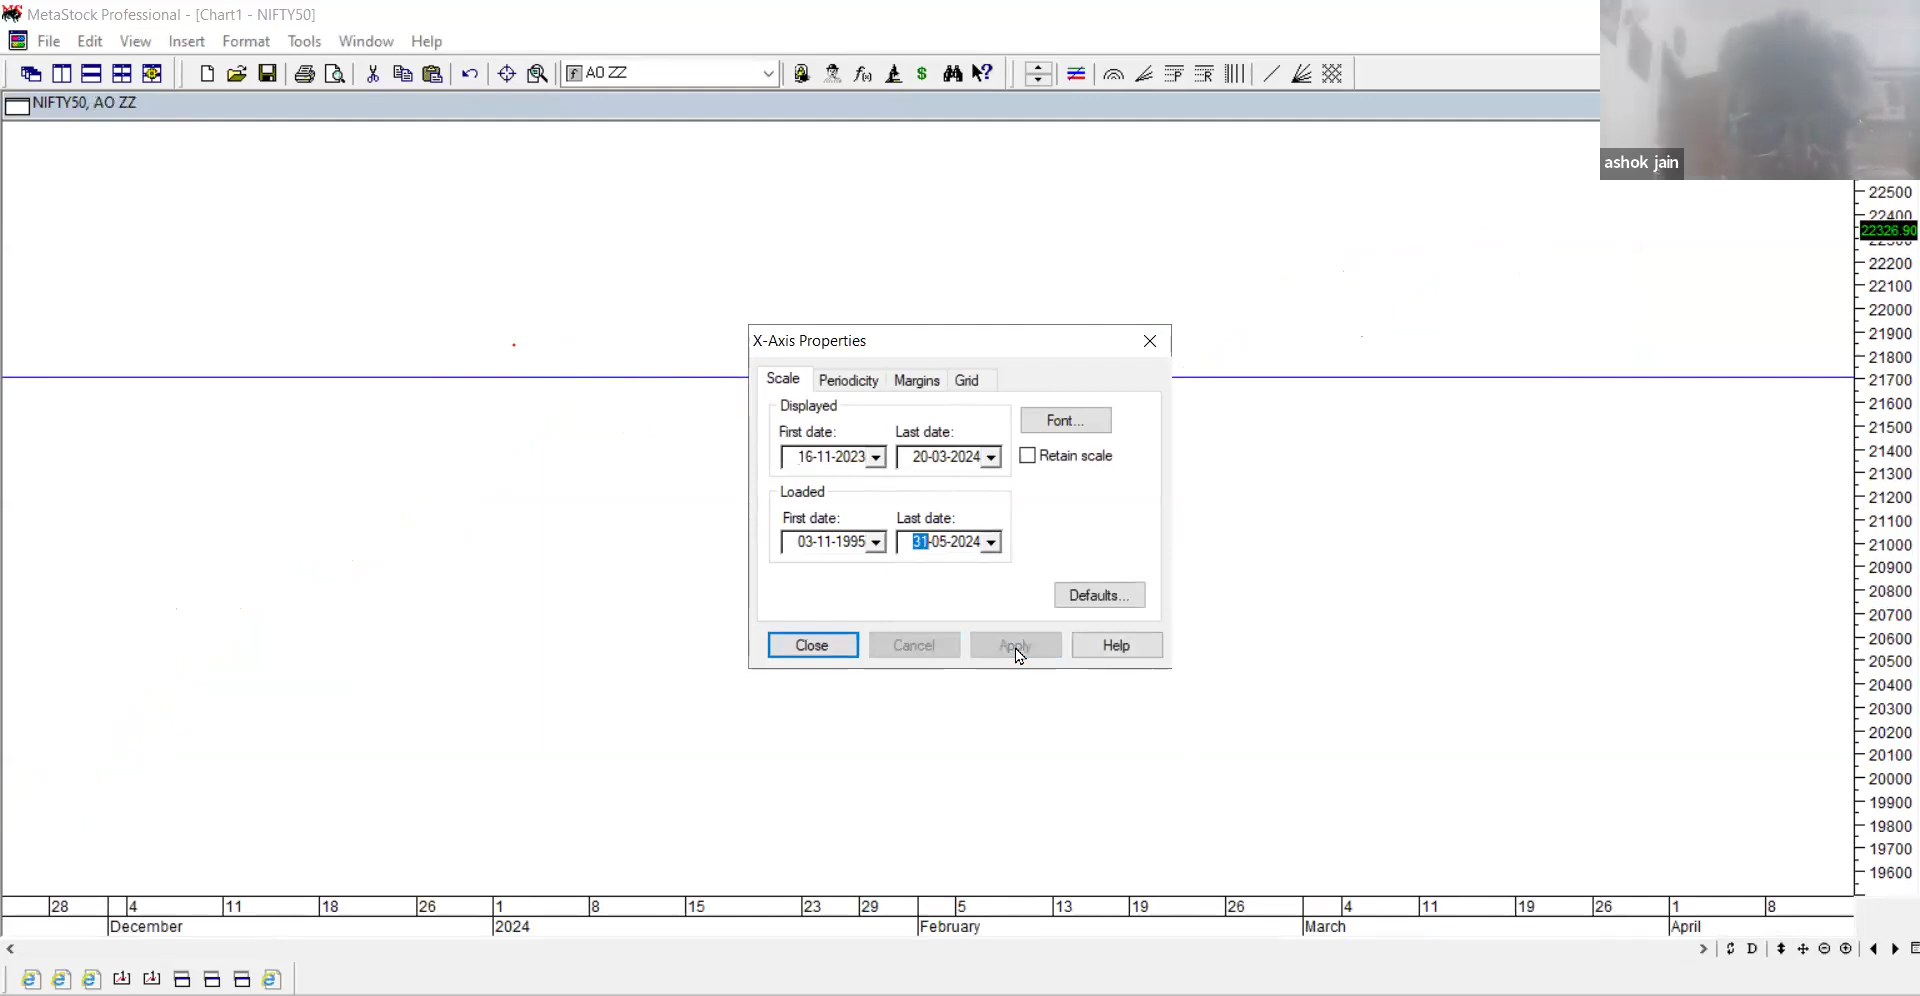 MetaStock Professional - [Chart1 - NIFTY50]
File Edit View Insert Format Tools Window Help
AO ZZ
NIFTY50, AO ZZ
ashok jain
X-Axis Properties
Scale Periodicity Margins Grid
Displayed
First date: Last date:
16-11-2023 20-03-2024
Font...
Retain scale
Loaded
First date: Last date:
03-11-1995 31-05-2024
Defaults...
Close Cancel Apply Help
22500
22400
22326.90
22200
22100
22000
21900
21800
21700
21600
21500
21400
21300
21200
21100
21000
20900
20800
20700
20600
20500
20400
20300
20200
20100
20000
19900
19800
19700
19600
28 4 11 18 26 1 8 15 23 29 5 13 19 26 4 11 19 26 1 8
December 2024 February March April
D